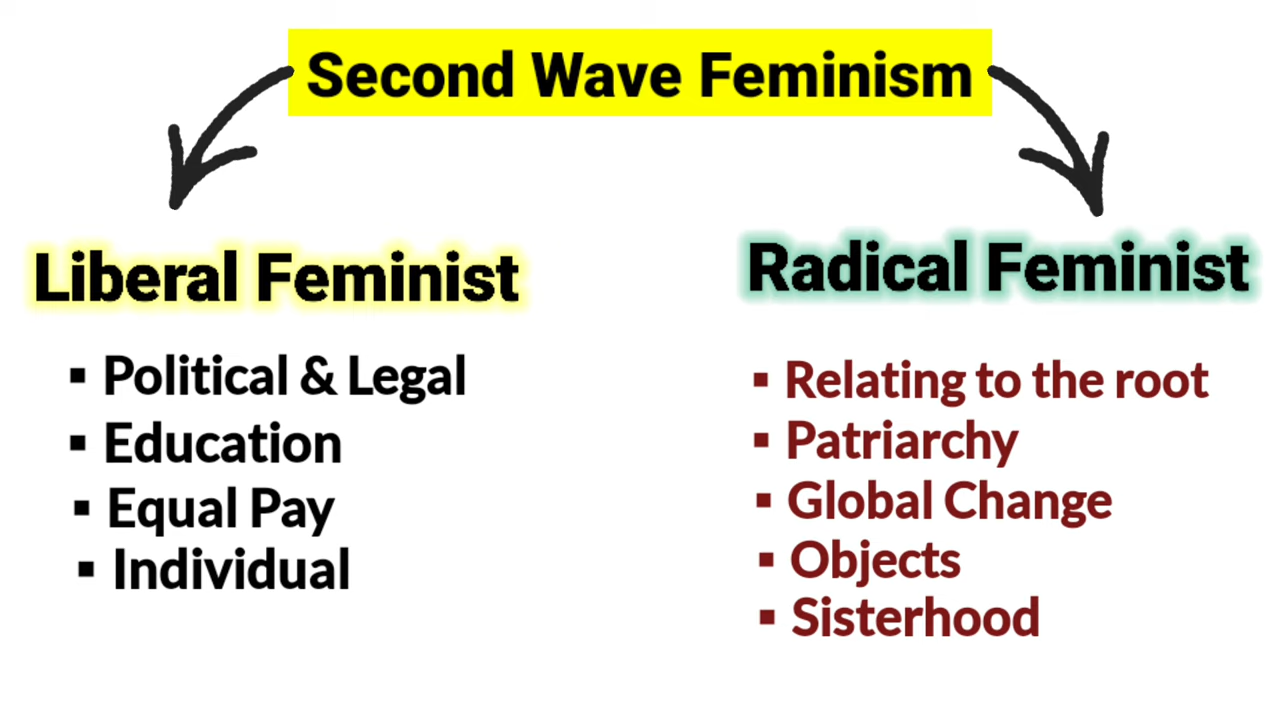 Second Wave Feminism
Liberal Feminist
▪ Political & Legal
▪ Education
▪ Equal Pay
▪ Individual
Radical Feminist
▪ Relating to the root
▪ Patriarchy
▪ Global Change
▪ Objects
▪ Sisterhood